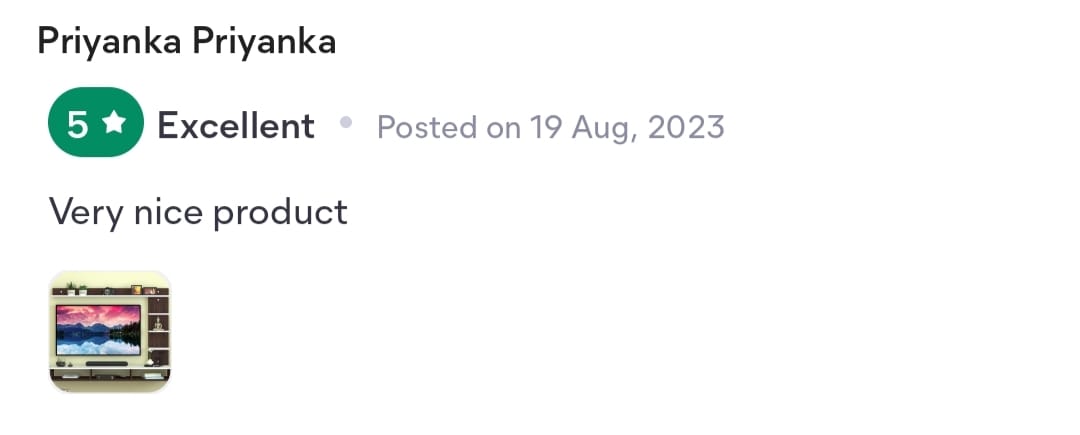 Priyanka Priyanka
5 ★ Excellent • Posted on 19 Aug, 2023
Very nice product